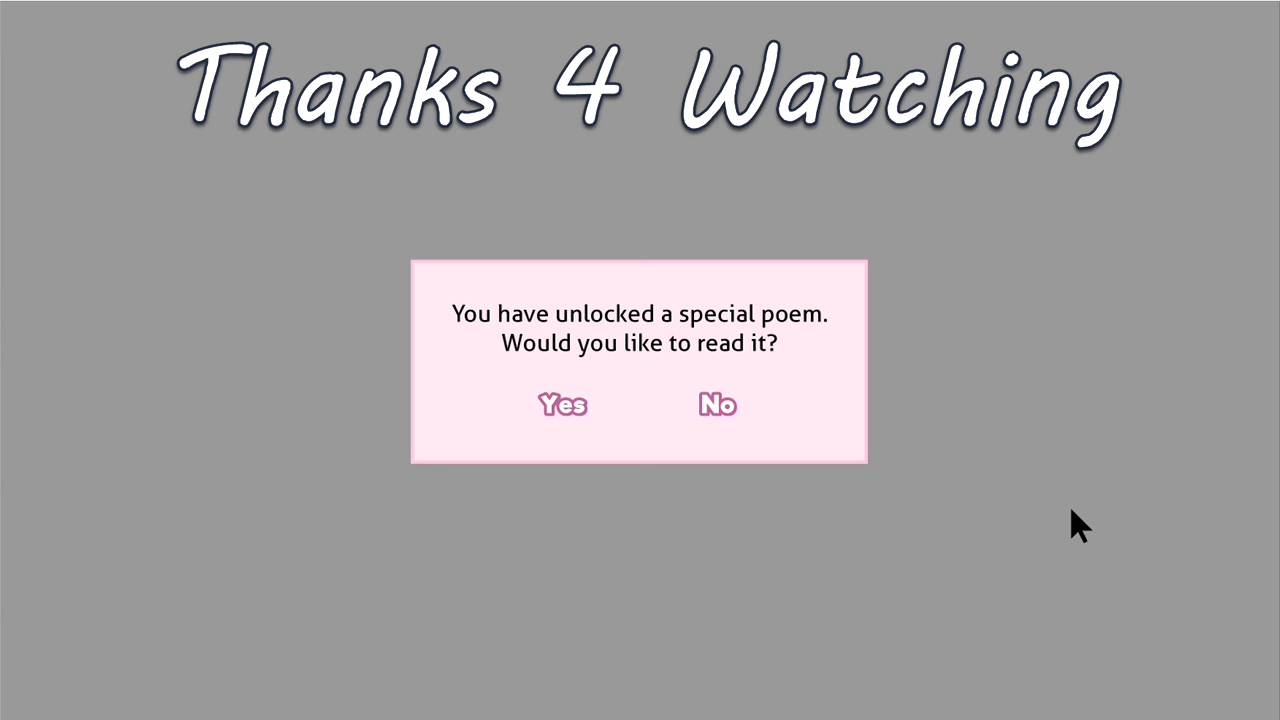 Thanks 4 Watching
You have unlocked a special poem.
Would you like to read it?
Yes No